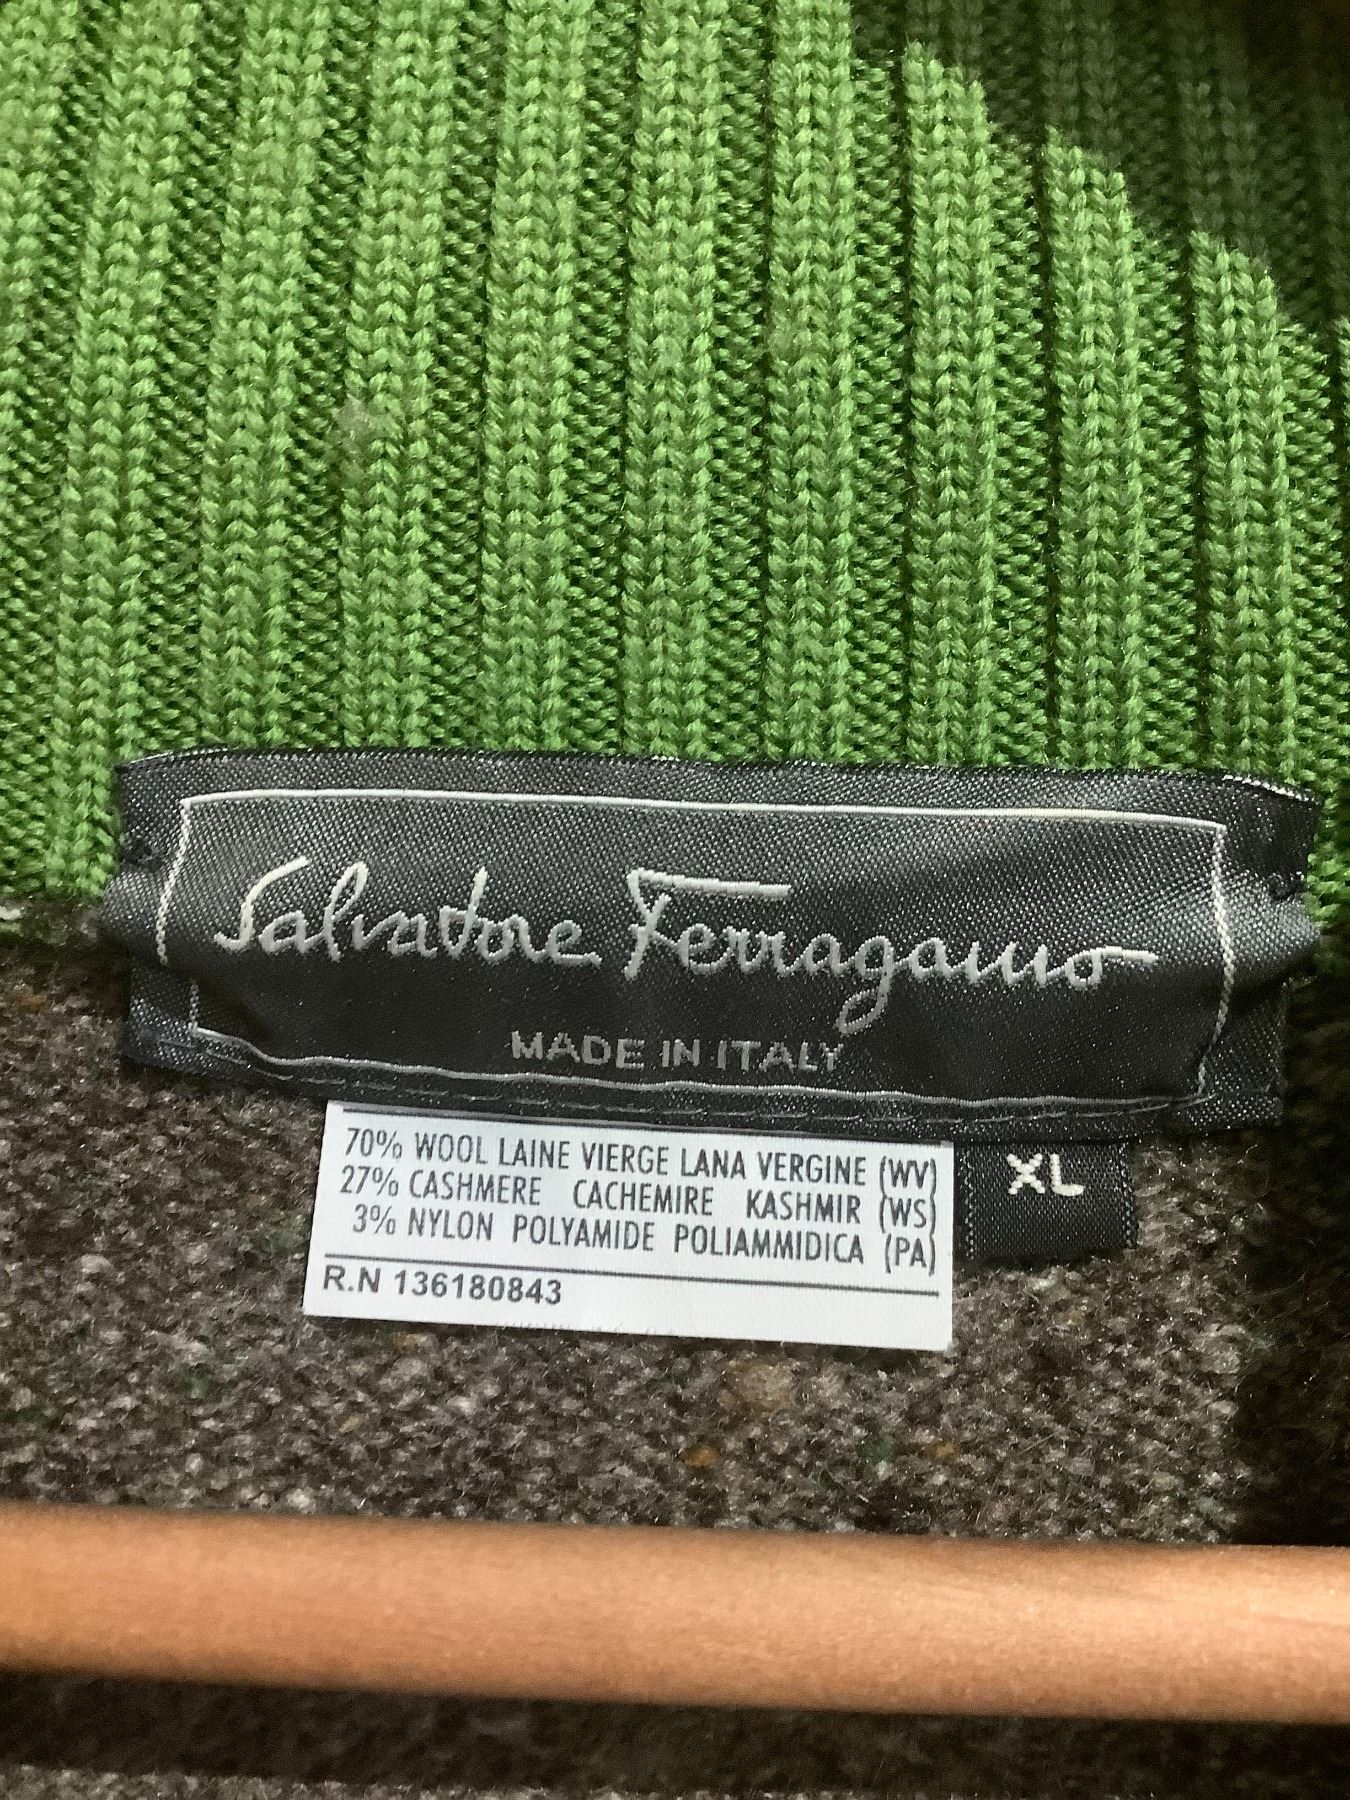 Salvatore Ferragamo
MADE IN ITALY
70% WOOL LAINE VIERGE LANA VERGINE (WV)
27% CASHMERE CACHEMIRE KASHMIR (WS)
3% NYLON POLYAMIDE POLIAMMIDICA (PA)
R.N 136180843
XL